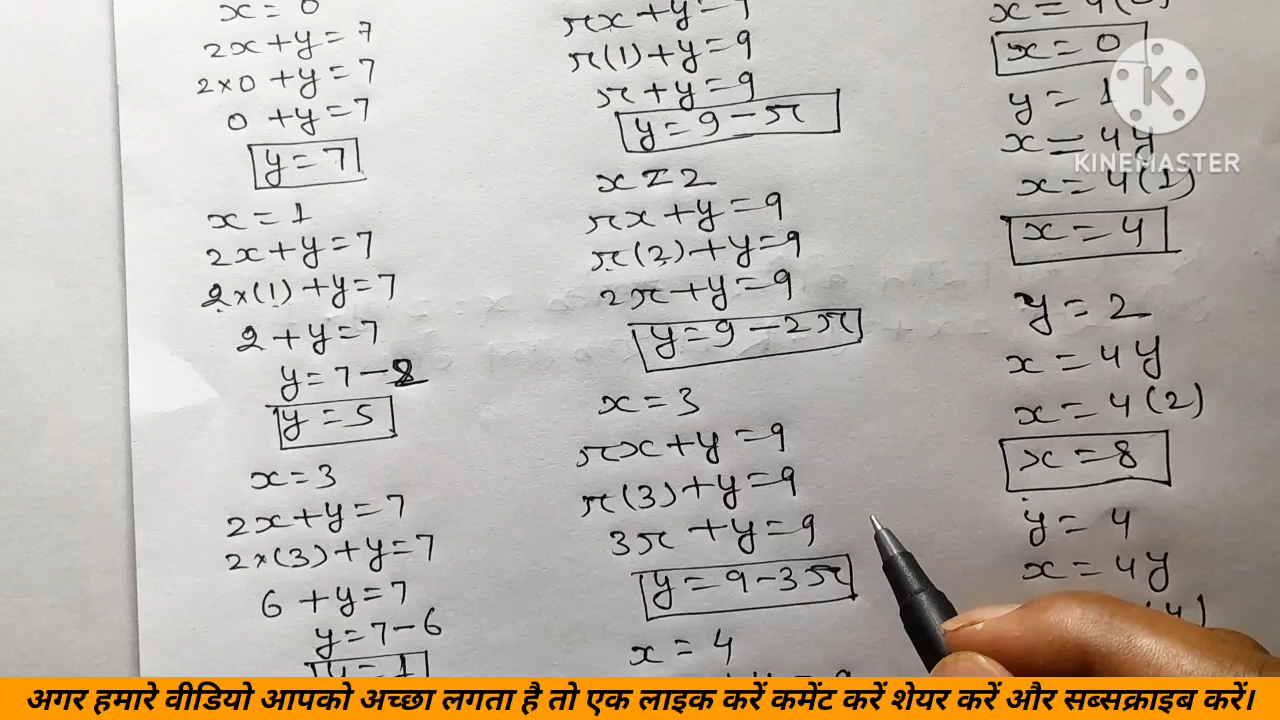 x = 0
2x + y = 7
2×0 + y = 7
0 + y = 7
y = 7
x = 1
2x + y = 7
2×(1) + y = 7
2 + y = 7
y = 7 - 2
y = 5
x = 3
2x + y = 7
2×(3) + y = 7
6 + y = 7
y = 7 - 6
y = 1
πx + y = 9
π(1) + y = 9
π + y = 9
y = 9 - π
x = 2
πx + y = 9
π(2) + y = 9
2π + y = 9
y = 9 - 2π
x = 3
πx + y = 9
π(3) + y = 9
3π + y = 9
y = 9 - 3π
x = 4
x = 0
y = 1
x = 4y
x = 4(1)
x = 4
y = 2
x = 4y
x = 4(2)
x = 8
y = 4
x = 4y
KINEMASTER
अगर हमारे वीडियो आपको अच्छा लगता है तो एक लाइक करें कमेंट करें शेयर करें और सब्सक्राइब करें।